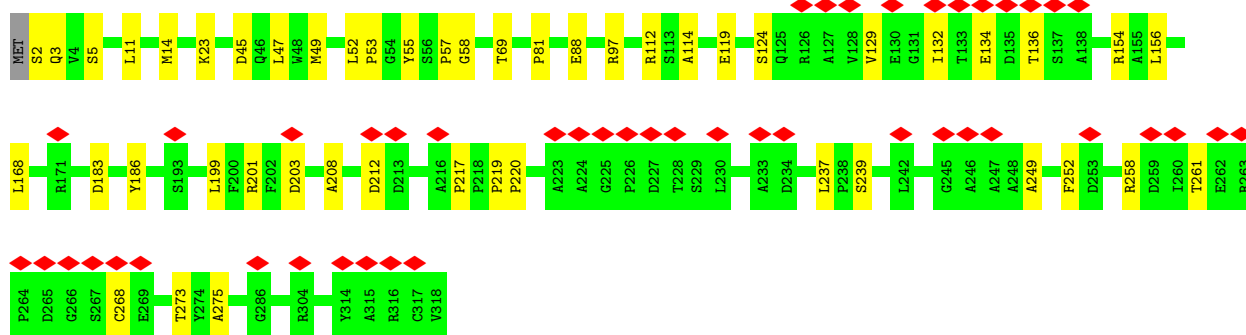 MET S2 Q3 V4 S5 L11 M14 K23 D45 Q46 L47 W48 M49 L52 P53 G54 Y55 S56 P57 G58 T69 P81 E88 R97 R112 S113 A114 E119 S124 Q125 R126 A127 V128 V129 E130 G131 I132 T133 E134 D135 T136 S137 A138 R154 A155 L156
L168 R171 D183 Y186 S193 L199 F200 R201 F202 D203 A208 D212 D213 A216 P217 P218 P219 P220 A223 A224 G225 P226 D227 T228 S229 L230 A233 D234 L237 P238 S239 L242 G245 A246 A247 A248 A249 F252 D253 R258 D259 I260 T261 E262 R263
P264 D265 G266 S267 C268 E269 T273 Y274 A275 G286 R304 Y314 A315 R316 C317 V318